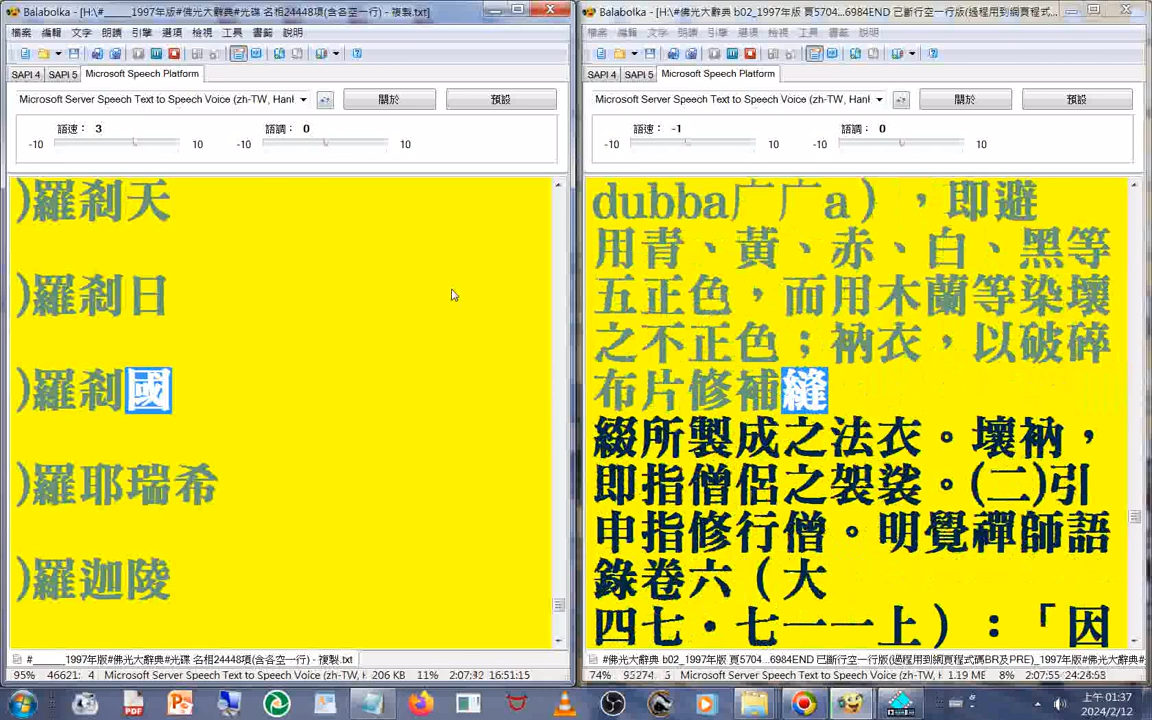 Balabolka - [H:\#_____1997年版#佛光大辭典#光碟 名相24448項(含各空一行) - 複製.txt]
檔案 編輯 文字 朗讀 引擎 選項 檢視 工具 書籤 說明
SAPI 4 SAPI 5 Microsoft Speech Platform
Microsoft Server Speech Text to Speech Voice (zh-TW, Hanl 關於 預設
語速： 3 語調： 0
-10 10 -10 10
)羅剎天
)羅剎日
)羅剎國
)羅耶瑞希
)羅迦陵
#_____1997年版#佛光大辭典#光碟 名相24448項(含各空一行) - 複製.txt
95% 46621: 4 Microsoft Server Speech Text to Speech Voice (zh-TW, H 206 KB 11% 2:07:32 16:51:15
Balabolka - [H:\#佛光大辭典 b02_1997年版 頁5704...6984END 已斷行空一行版(過程用到網頁程式...
檔案 編輯 文字 朗讀 引擎 選項 檢視 工具 書籤 說明
SAPI 4 SAPI 5 Microsoft Speech Platform
Microsoft Server Speech Text to Speech Voice (zh-TW, Hanl 關於 預設
語速： -1 語調： 0
-10 10 -10 10
dubba广广a），即避
用青、黃、赤、白、黑等
五正色，而用木蘭等染壞
之不正色；衲衣，以破碎
布片修補縫
綴所製成之法衣。壞衲，
即指僧侶之袈裟。(二)引
申指修行僧。明覺禪師語
錄卷六（大
四七‧七一一上）：「因
#佛光大辭典 b02_1997年版 頁5704...6984END 已斷行空一行版(過程用到網頁程式碼BR及PRE)_1997年版#佛光大辭典#
74% Microsoft Server Speech Text to Speech Voice (zh-TW, H 1.19 ME 8% 2:07:55 24:26:58
上午 01:37
2024/2/12